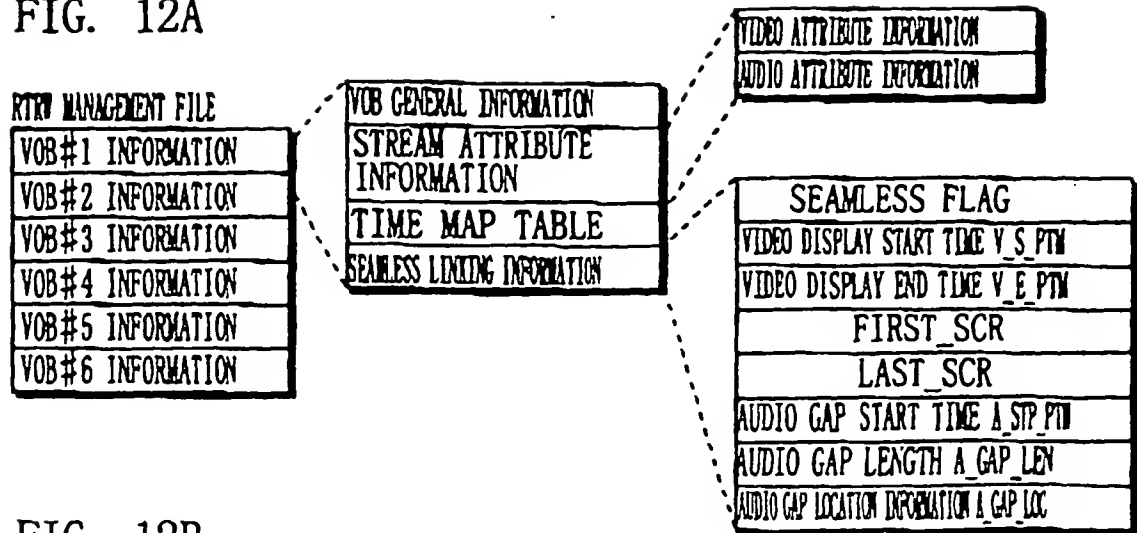 FIG. 12A
RTRW MANAGEMENT FILE
VOB#1 INFORMATION
VOB#2 INFORMATION
VOB#3 INFORMATION
VOB#4 INFORMATION
VOB#5 INFORMATION
VOB#6 INFORMATION
VOB GENERAL INFORMATION
STREAM ATTRIBUTE
INFORMATION
TIME MAP TABLE
SEAMLESS LINKING INFORMATION
VIDEO ATTRIBUTE INFORMATION
AUDIO ATTRIBUTE INFORMATION
SEAMLESS FLAG
VIDEO DISPLAY START TIME V_S_PTM
VIDEO DISPLAY END TIME V_E_PTM
FIRST_SCR
LAST_SCR
AUDIO GAP START TIME A_STP_PTM
AUDIO GAP LENGTH A_GAP_LEN
AUDIO GAP LOCATION INFORMATION A_GAP_LOC
FIG. 12B